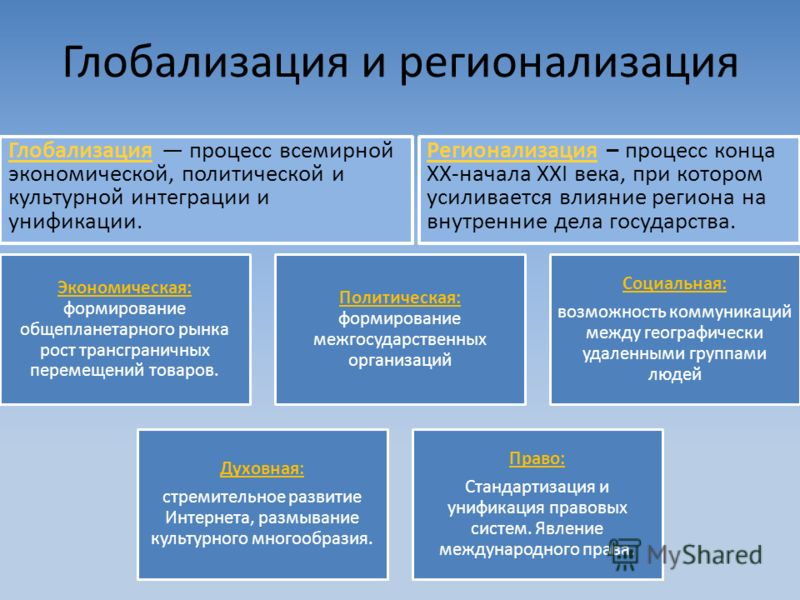 Глобализация и регионализация
Глобализация — процесс всемирной
экономической, политической и
культурной интеграции и
унификации.
Регионализация – процесс конца
XX-начала XXI века, при котором
усиливается влияние региона на
внутренние дела государства.
Экономическая:
формирование
общепланетарного рынка
рост трансграничных
перемещений товаров.
Политическая:
формирование
межгосударственных
организаций
Социальная:
возможность коммуникаций
между географически
удаленными группами
людей
Духовная:
стремительное развитие
Интернета, размывание
культурного многообразия.
Право:
Стандартизация и
унификация правовых
систем. Явление
международного права.
MyShared